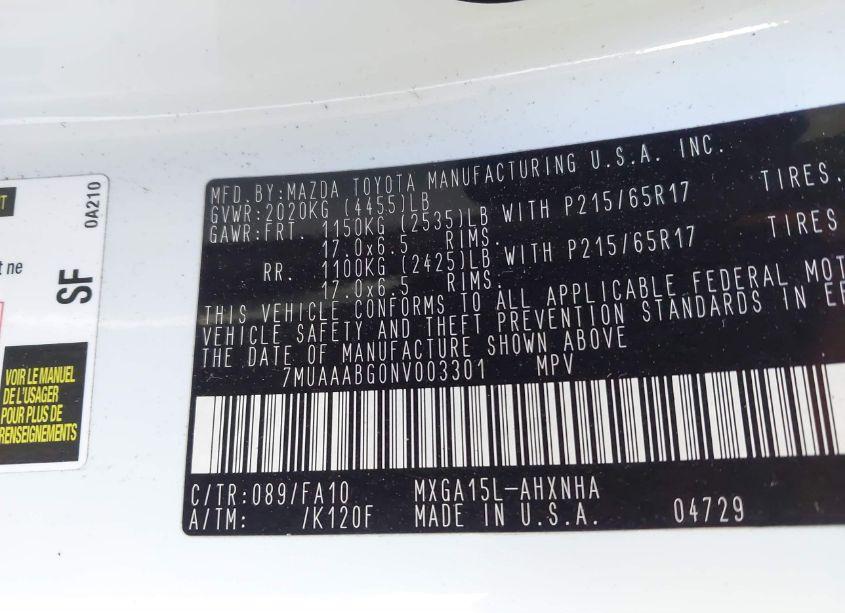 MFD.BY:MAZDA TOYOTA MANUFACTURING U.S.A. INC.
GVWR:2020KG (4455)LB
GAWR:FRT. 1150KG (2535)LB WITH P215/65R17 TIRES.
17.0x6.5 RIMS.
RR. 1100KG (2425)LB WITH P215/65R17 TIRES
17.0x6.5 RIMS.
THIS VEHICLE CONFORMS TO ALL APPLICABLE FEDERAL MOT
VEHICLE SAFETY AND THEFT PREVENTION STANDARDS IN EF
THE DATE OF MANUFACTURE SHOWN ABOVE
7MUAAABG0NV003301 MPV
C/TR:089/FA10 MXGA15L-AHXNHA
A/TM: /K120F MADE IN U.S.A. 04729
0A210
SF
t ne
VOIR LE MANUEL
DE L'USAGER
POUR PLUS DE
RENSEIGNEMENTS